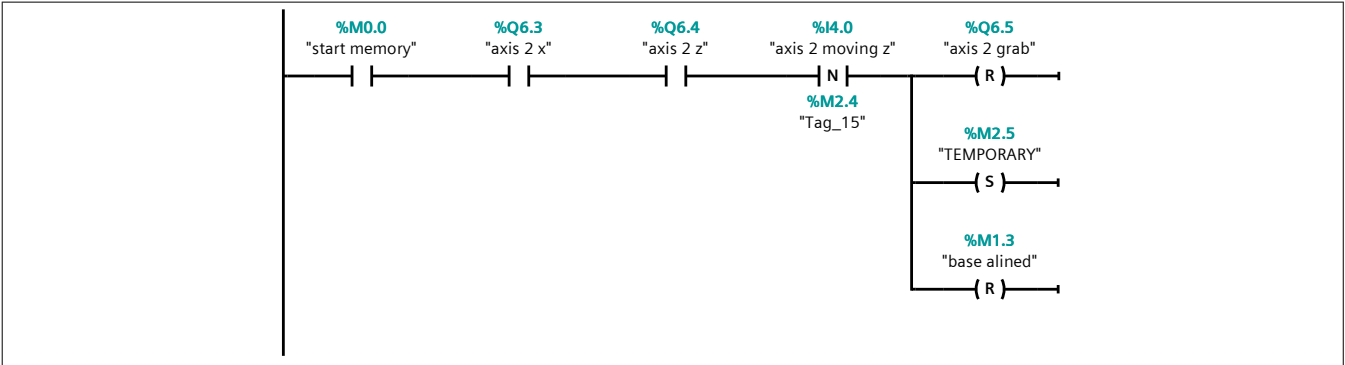 %M0.0 %Q6.3 %Q6.4 %I4.0 %Q6.5
"start memory" "axis 2 x" "axis 2 z" "axis 2 moving z" "axis 2 grab"
N R
%M2.4
"Tag_15"
%M2.5
"TEMPORARY"
S
%M1.3
"base alined"
R